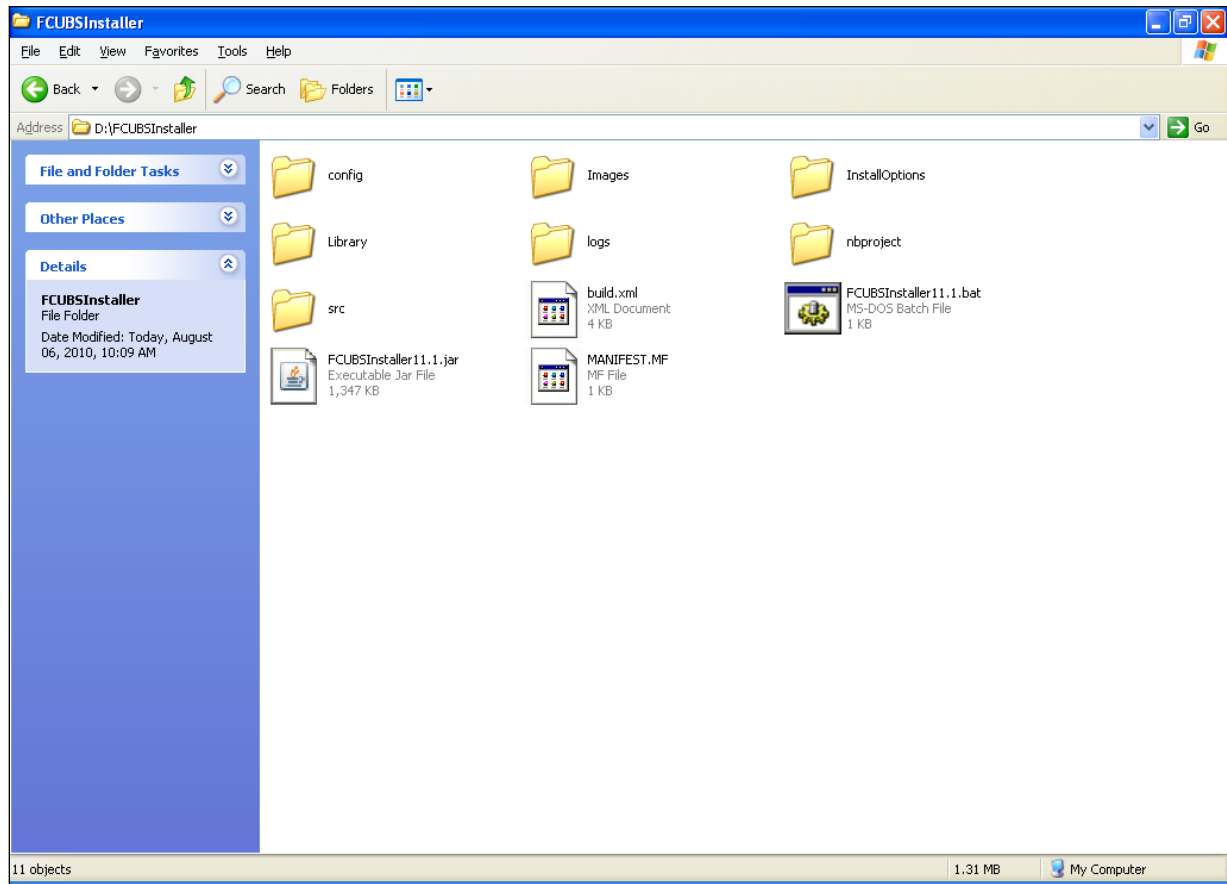 FCUBSInstaller
File Edit View Favorites Tools Help
Back Search Folders
Address D:\FCUBSInstaller Go
File and Folder Tasks
Other Places
Details
FCUBSInstaller
File Folder
Date Modified: Today, August
06, 2010, 10:09 AM
config
Images
InstallOptions
Library
logs
nbproject
src
build.xml
XML Document
4 KB
FCUBSInstaller11.1.bat
MS-DOS Batch File
1 KB
FCUBSInstaller11.1.jar
Executable Jar File
1,347 KB
MANIFEST.MF
MF File
1 KB
11 objects 1.31 MB My Computer